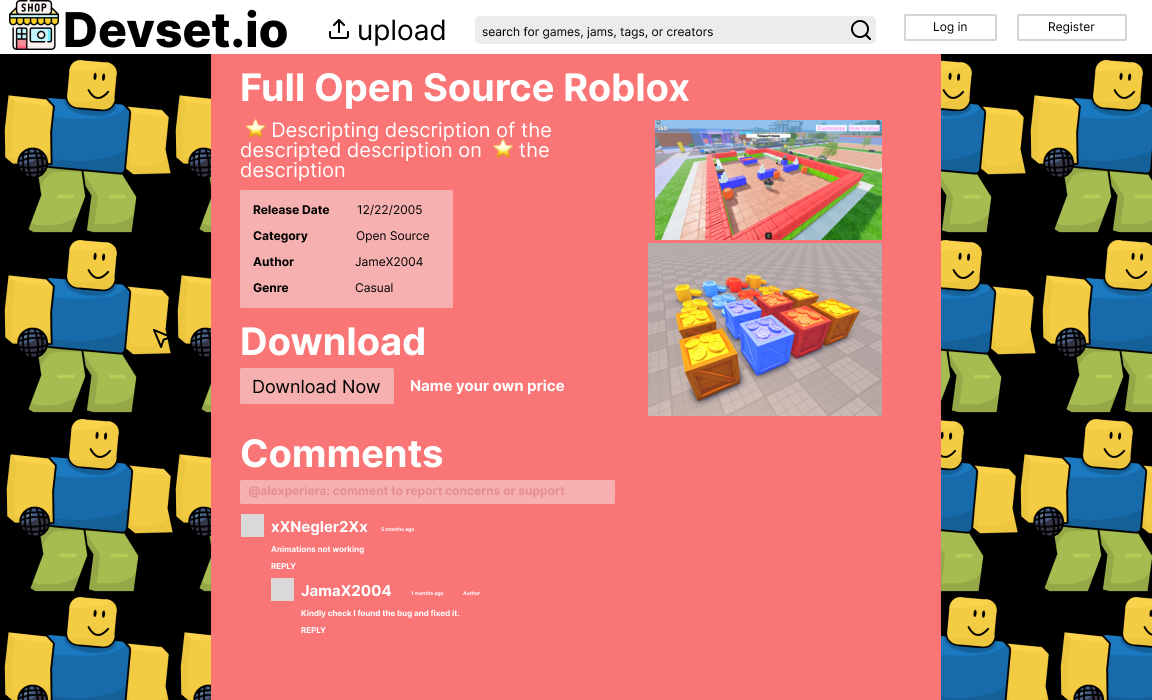 SHOP
Devset.io
upload
search for games, jams, tags, or creators
Log in
Register
Full Open Source Roblox
⭐ Descripting description of the
descripted description on ⭐ the
description
Release Date 12/22/2005
Category Open Source
Author JameX2004
Genre Casual
Download
Download Now Name your own price
Comments
@alexperiera: comment to report concerns or support
xXNegler2Xx 5 months ago
Animations not working
REPLY
JamaX2004 1 months ago Author
Kindly check I found the bug and fixed it.
REPLY